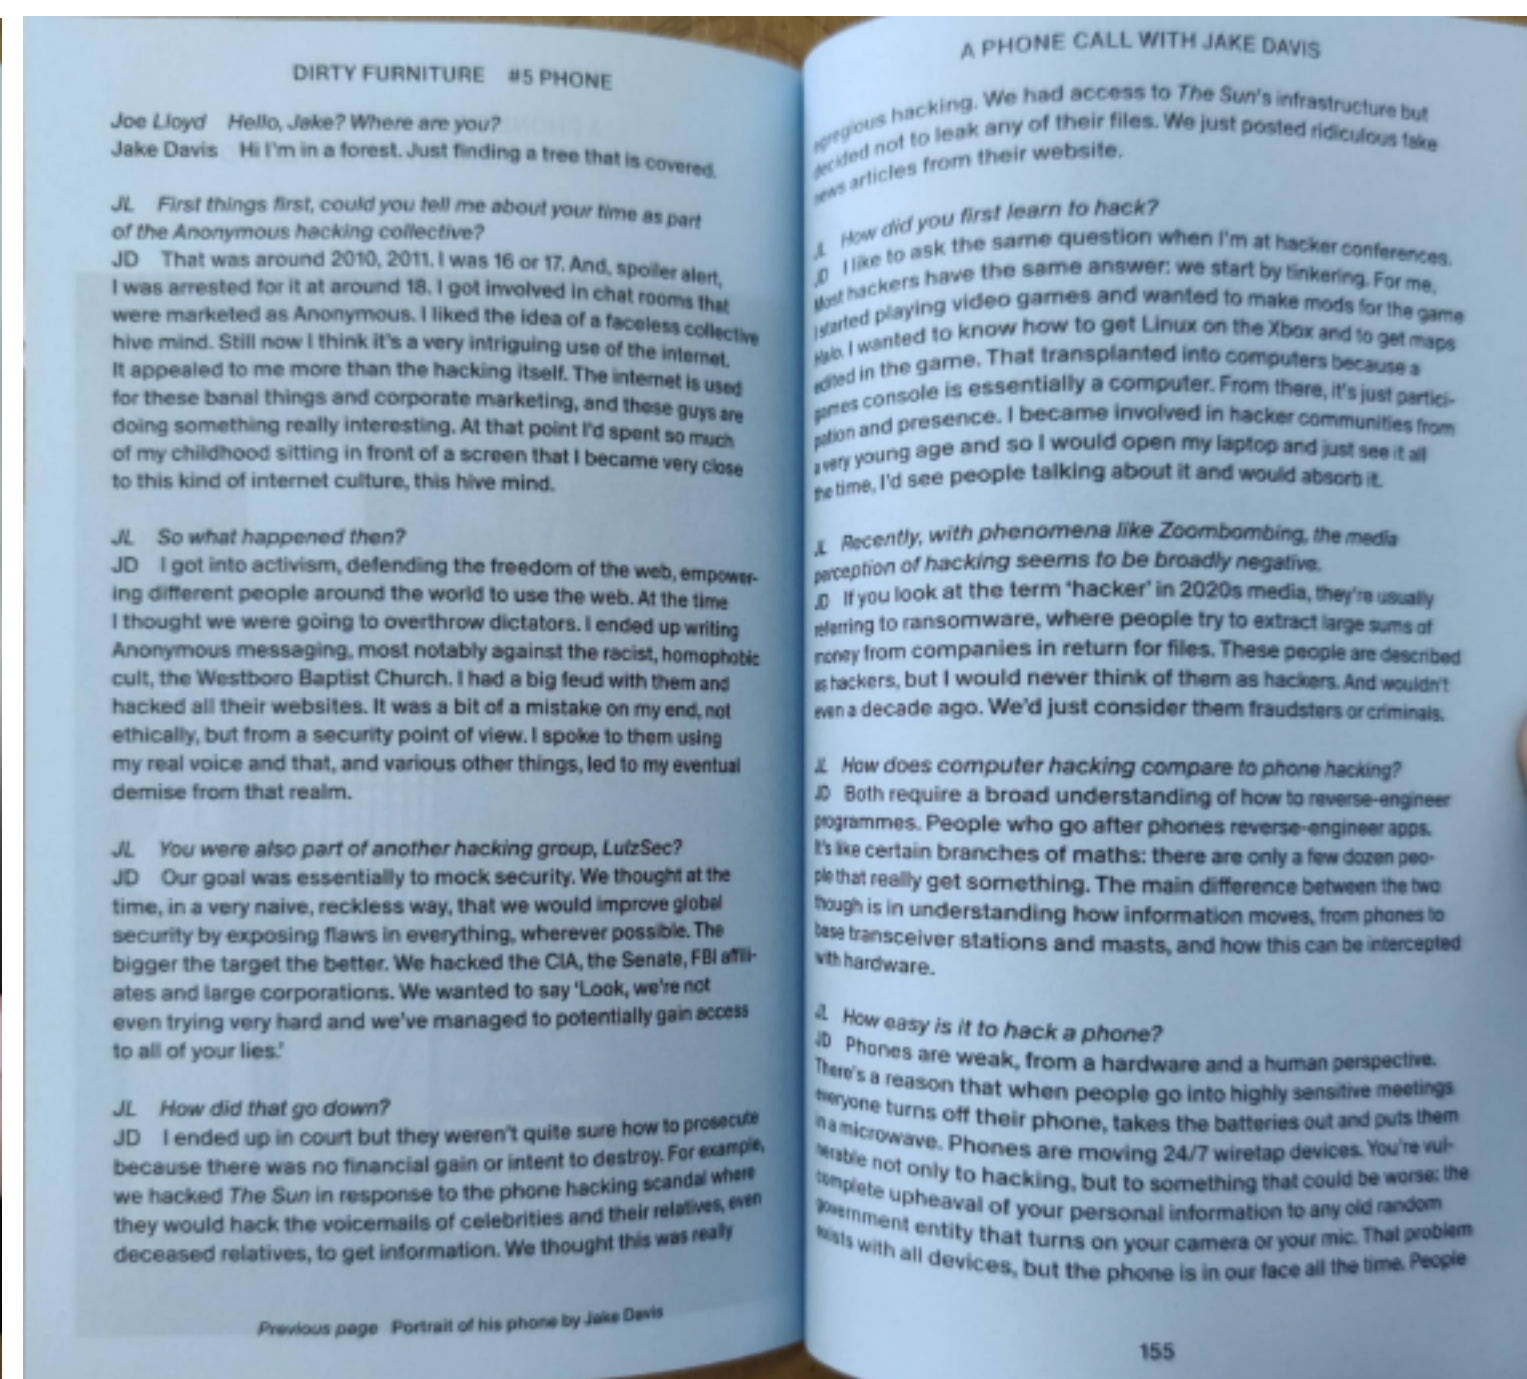 DIRTY FURNITURE #5 PHONE
Joe Lloyd Hello, Jake? Where are you?
Jake Davis Hi I'm in a forest. Just finding a tree that is covered.
JL First things first, could you tell me about your time as part
of the Anonymous hacking collective?
JD That was around 2010, 2011. I was 16 or 17. And, spoiler alert,
I was arrested for it at around 18. I got involved in chat rooms that
were marketed as Anonymous. I liked the idea of a faceless collective
hive mind. Still now I think it's a very intriguing use of the internet.
It appealed to me more than the hacking itself. The internet is used
for these banal things and corporate marketing, and these guys are
doing something really interesting. At that point I'd spent so much
of my childhood sitting in front of a screen that I became very close
to this kind of internet culture, this hive mind.
JL So what happened then?
JD I got into activism, defending the freedom of the web, empower-
ing different people around the world to use the web. At the time
I thought we were going to overthrow dictators. I ended up writing
Anonymous messaging, most notably against the racist, homophobic
cult, the Westboro Baptist Church. I had a big feud with them and
hacked all their websites. It was a bit of a mistake on my end, not
ethically, but from a security point of view. I spoke to them using
my real voice and that, and various other things, led to my eventual
demise from that realm.
JL You were also part of another hacking group, LulzSec?
JD Our goal was essentially to mock security. We thought at the
time, in a very naive, reckless way, that we would improve global
security by exposing flaws in everything, wherever possible. The
bigger the target the better. We hacked the CIA, the Senate, FBI affili-
ates and large corporations. We wanted to say 'Look, we're not
even trying very hard and we've managed to potentially gain access
to all of your lies.'
JL How did that go down?
JD I ended up in court but they weren't quite sure how to prosecute
because there was no financial gain or intent to destroy. For example,
we hacked The Sun in response to the phone hacking scandal where
they would hack the voicemails of celebrities and their relatives, even
deceased relatives, to get information. We thought this was really
Previous page Portrait of his phone by Jake Davis
A PHONE CALL WITH JAKE DAVIS
egregious hacking. We had access to The Sun's infrastructure but
decided not to leak any of their files. We just posted ridiculous fake
news articles from their website.
JL How did you first learn to hack?
JD I like to ask the same question when I'm at hacker conferences.
Most hackers have the same answer: we start by tinkering. For me,
I started playing video games and wanted to make mods for the game
Halo. I wanted to know how to get Linux on the Xbox and to get maps
edited in the game. That transplanted into computers because a
games console is essentially a computer. From there, it's just partici-
pation and presence. I became involved in hacker communities from
a very young age and so I would open my laptop and just see it all
the time, I'd see people talking about it and would absorb it.
JL Recently, with phenomena like Zoombombing, the media
perception of hacking seems to be broadly negative.
JD If you look at the term 'hacker' in 2020s media, they're usually
referring to ransomware, where people try to extract large sums of
money from companies in return for files. These people are described
as hackers, but I would never think of them as hackers. And wouldn't
even a decade ago. We'd just consider them fraudsters or criminals.
JL How does computer hacking compare to phone hacking?
JD Both require a broad understanding of how to reverse-engineer
programmes. People who go after phones reverse-engineer apps.
It's like certain branches of maths: there are only a few dozen peo-
ple that really get something. The main difference between the two
though is in understanding how information moves, from phones to
base transceiver stations and masts, and how this can be intercepted
with hardware.
JL How easy is it to hack a phone?
JD Phones are weak, from a hardware and a human perspective.
There's a reason that when people go into highly sensitive meetings
everyone turns off their phone, takes the batteries out and puts them
in a microwave. Phones are moving 24/7 wiretap devices. You're vul-
nerable not only to hacking, but to something that could be worse: the
complete upheaval of your personal information to any old random
government entity that turns on your camera or your mic. That problem
exists with all devices, but the phone is in our face all the time. People
155